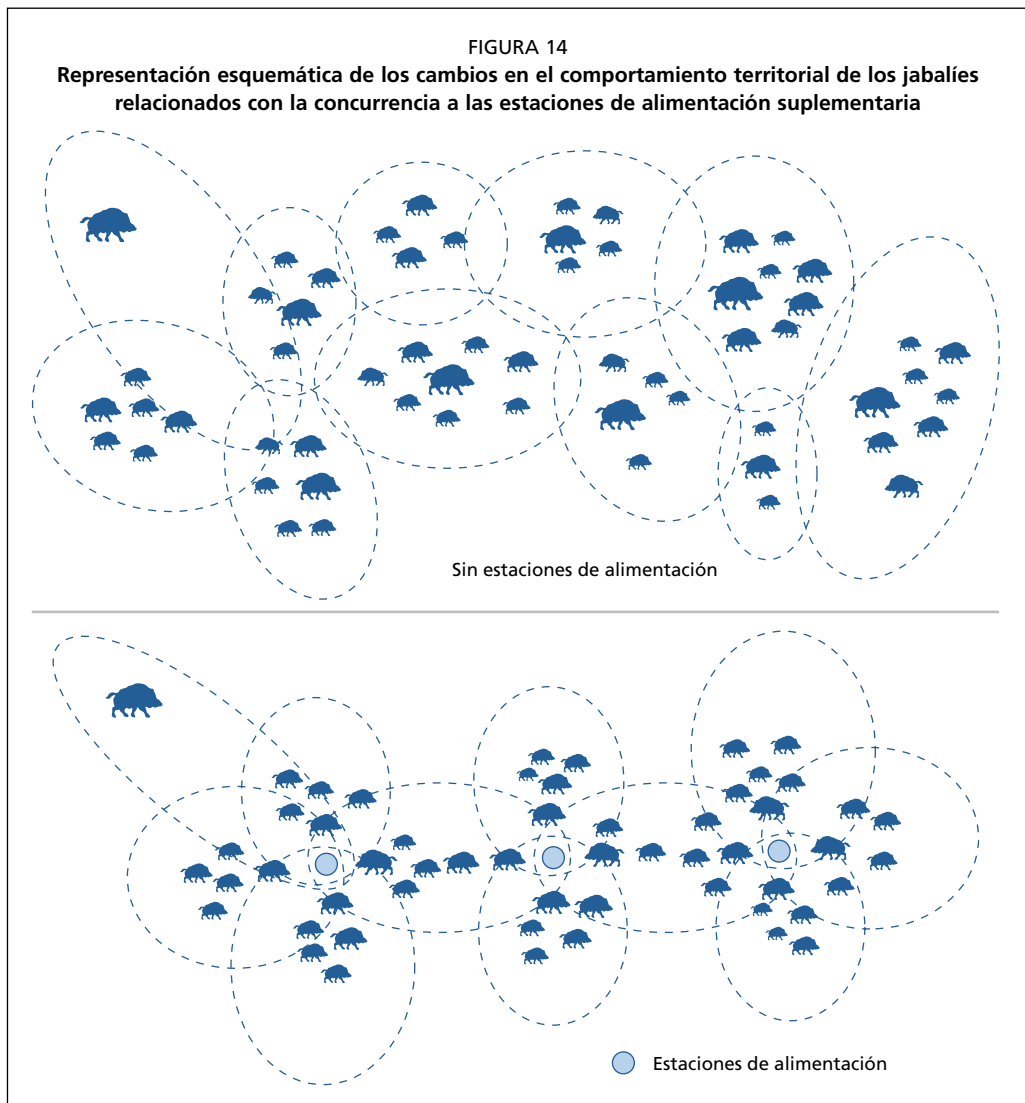 FIGURA 14
Representación esquemática de los cambios en el comportamiento territorial de los jabalíes
relacionados con la concurrencia a las estaciones de alimentación suplementaria
Sin estaciones de alimentación
Estaciones de alimentación